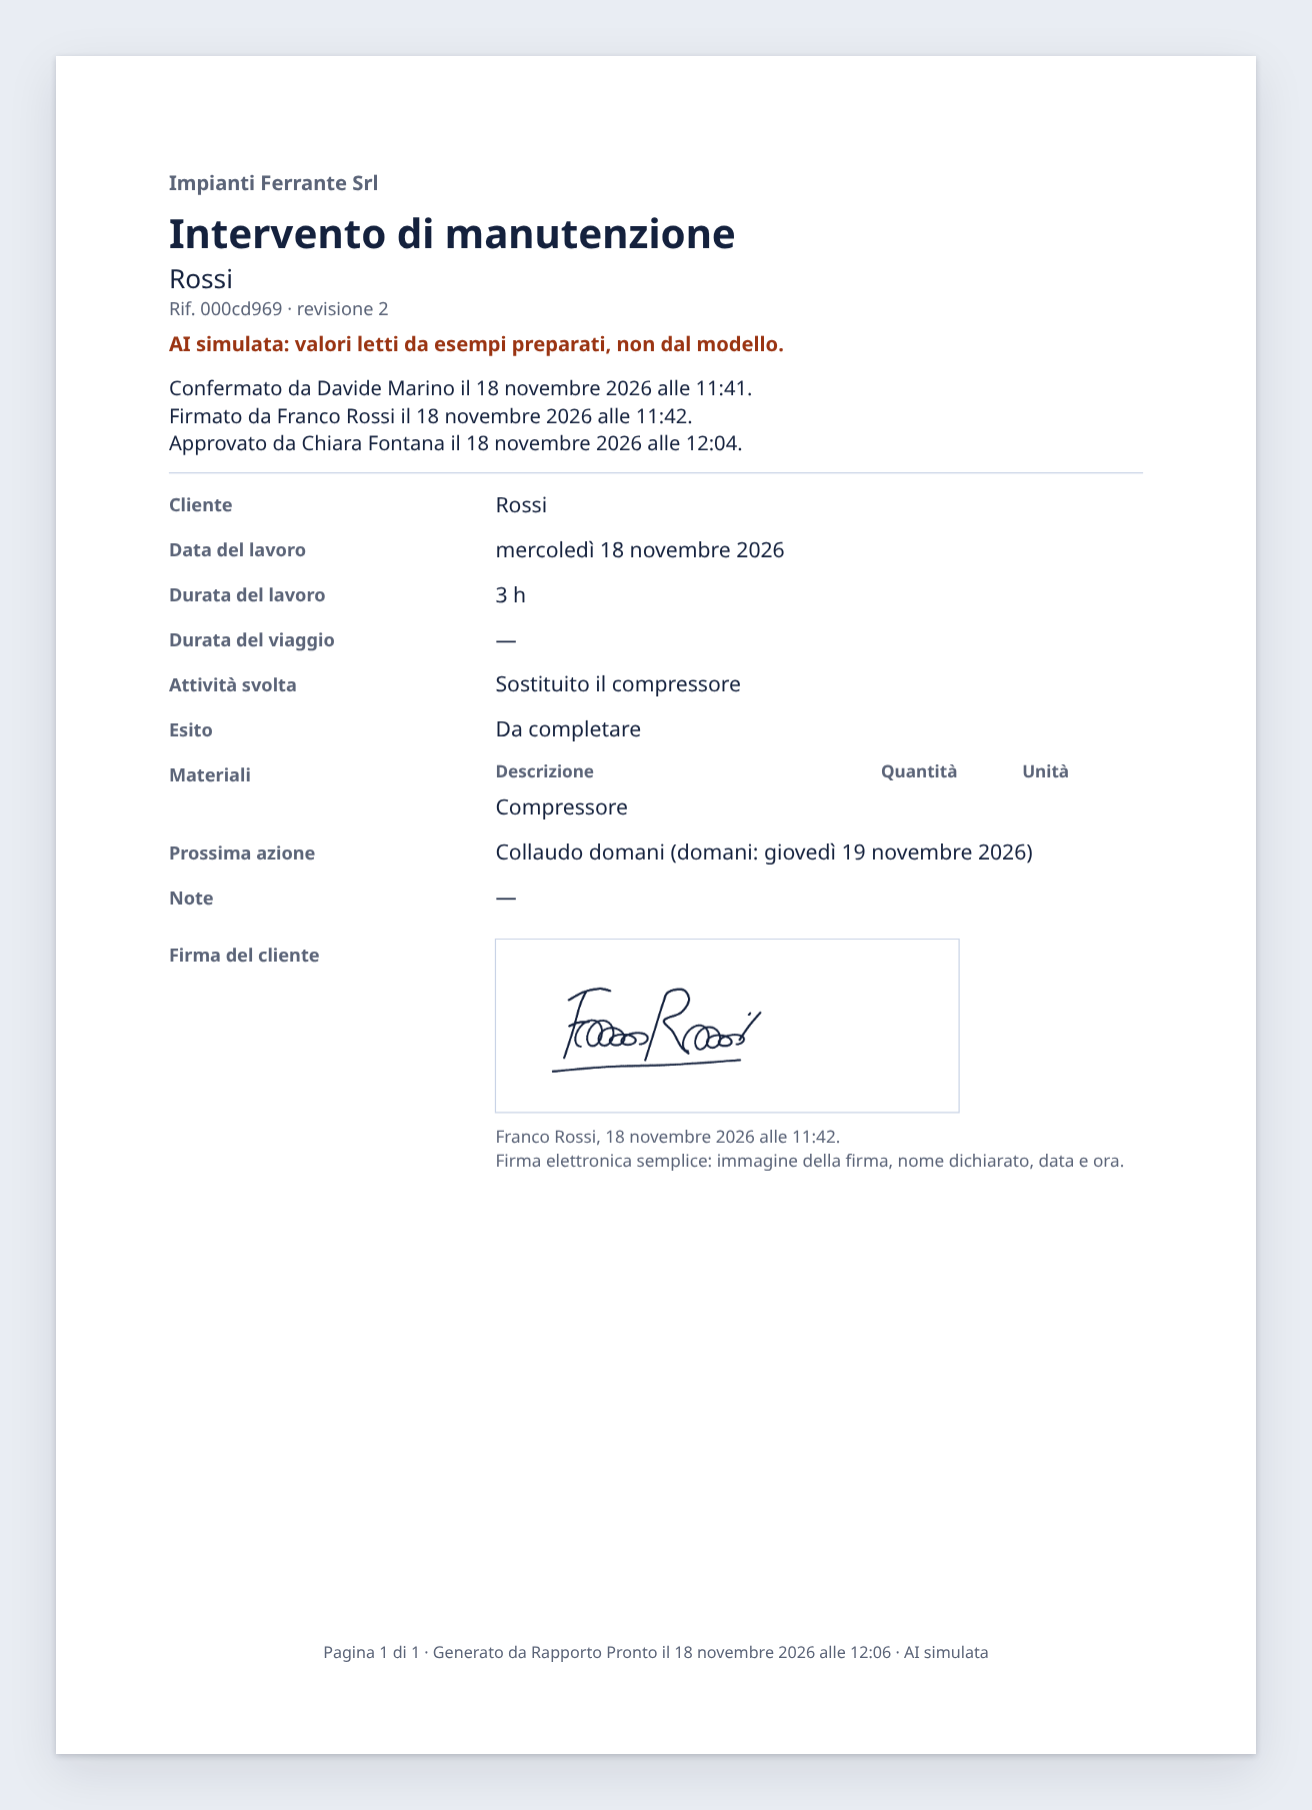 Impianti Ferrante Srl
Intervento di manutenzione
Rossi
Rif. 000cd969 · revisione 2
AI simulata: valori letti da esempi preparati, non dal modello.
Confermato da Davide Marino il 18 novembre 2026 alle 11:41.
Firmato da Franco Rossi il 18 novembre 2026 alle 11:42.
Approvato da Chiara Fontana il 18 novembre 2026 alle 12:04.
Cliente Rossi
Data del lavoro mercoledì 18 novembre 2026
Durata del lavoro 3 h
Durata del viaggio —
Attività svolta Sostituito il compressore
Esito Da completare
Materiali Descrizione Quantità Unità
Compressore
Prossima azione Collaudo domani (domani: giovedì 19 novembre 2026)
Note —
Firma del cliente
Franco Rossi
Franco Rossi, 18 novembre 2026 alle 11:42.
Firma elettronica semplice: immagine della firma, nome dichiarato, data e ora.
Pagina 1 di 1 · Generato da Rapporto Pronto il 18 novembre 2026 alle 12:06 · AI simulata